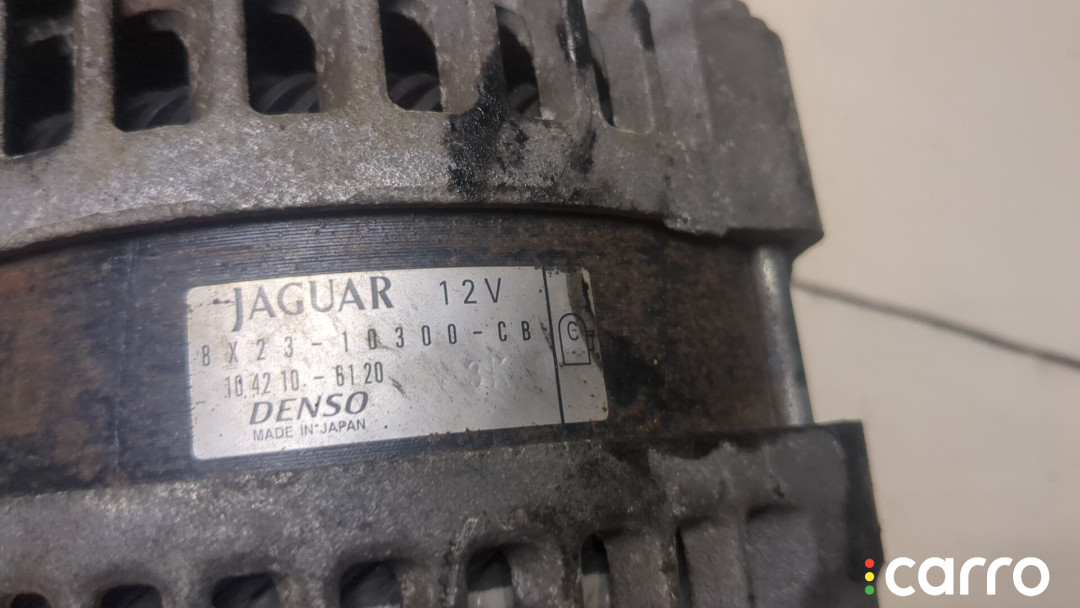 JAGUAR 12V
8X23-10300-CB
104210-6120
DENSO
MADE IN JAPAN
carro